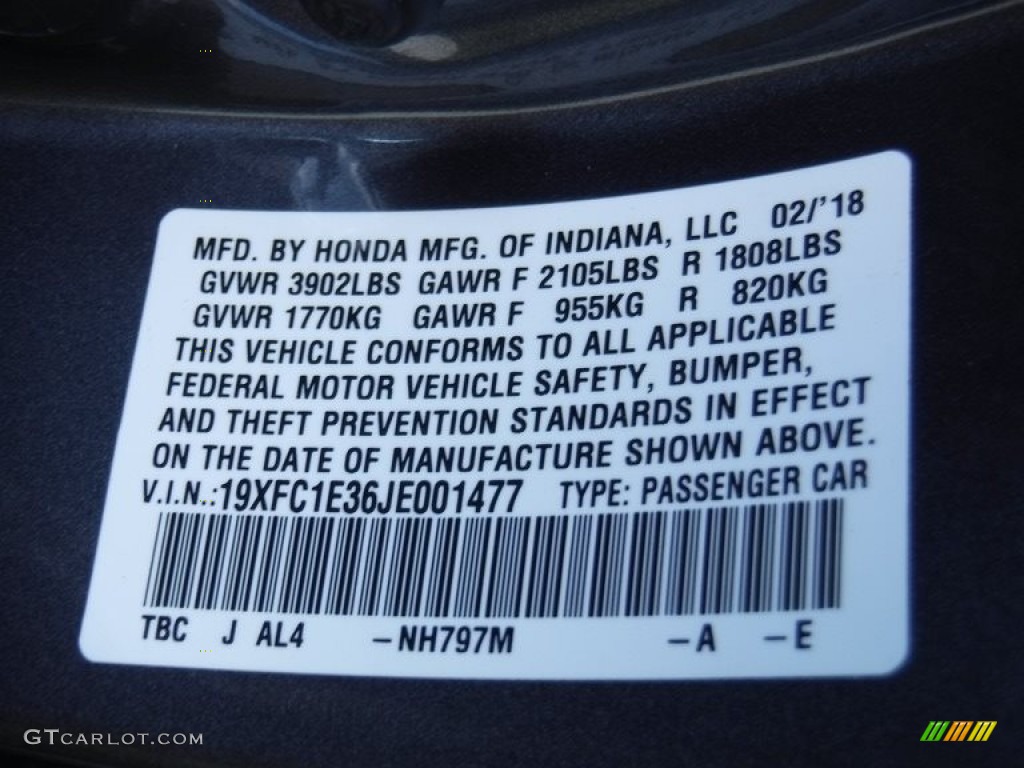 MFD. BY HONDA MFG. OF INDIANA, LLC 02/'18
GVWR 3902LBS GAWR F 2105LBS R 1808LBS
GVWR 1770KG GAWR F 955KG R 820KG
THIS VEHICLE CONFORMS TO ALL APPLICABLE
FEDERAL MOTOR VEHICLE SAFETY, BUMPER,
AND THEFT PREVENTION STANDARDS IN EFFECT
ON THE DATE OF MANUFACTURE SHOWN ABOVE.
V.I.N.:19XFC1E36JE001477 TYPE: PASSENGER CAR
TBC J AL4 -NH797M -A -E
GTCARLOT.COM